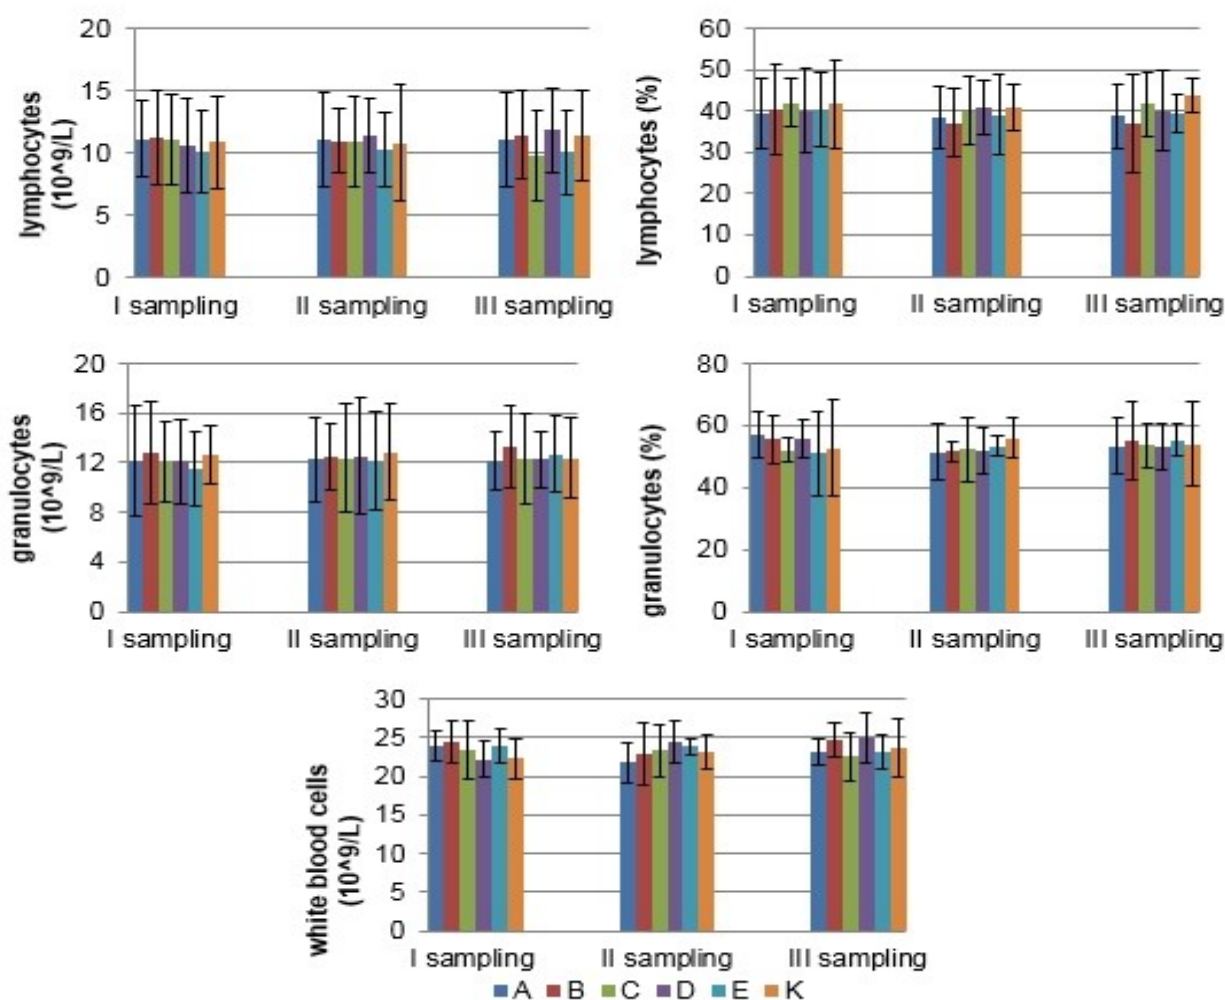 20
15
10
5
0
lymphocytes
(10^9/L)
I sampling II sampling III sampling
60
50
40
30
20
10
0
lymphocytes (%)
I sampling II sampling III sampling
20
16
12
8
4
0
granulocytes
(10^9/L)
I sampling II sampling III sampling
80
60
40
20
0
granulocytes (%)
I sampling II sampling III sampling
30
25
20
15
10
5
0
white blood cells
(10^9/L)
I sampling II sampling III sampling
A B C D E K